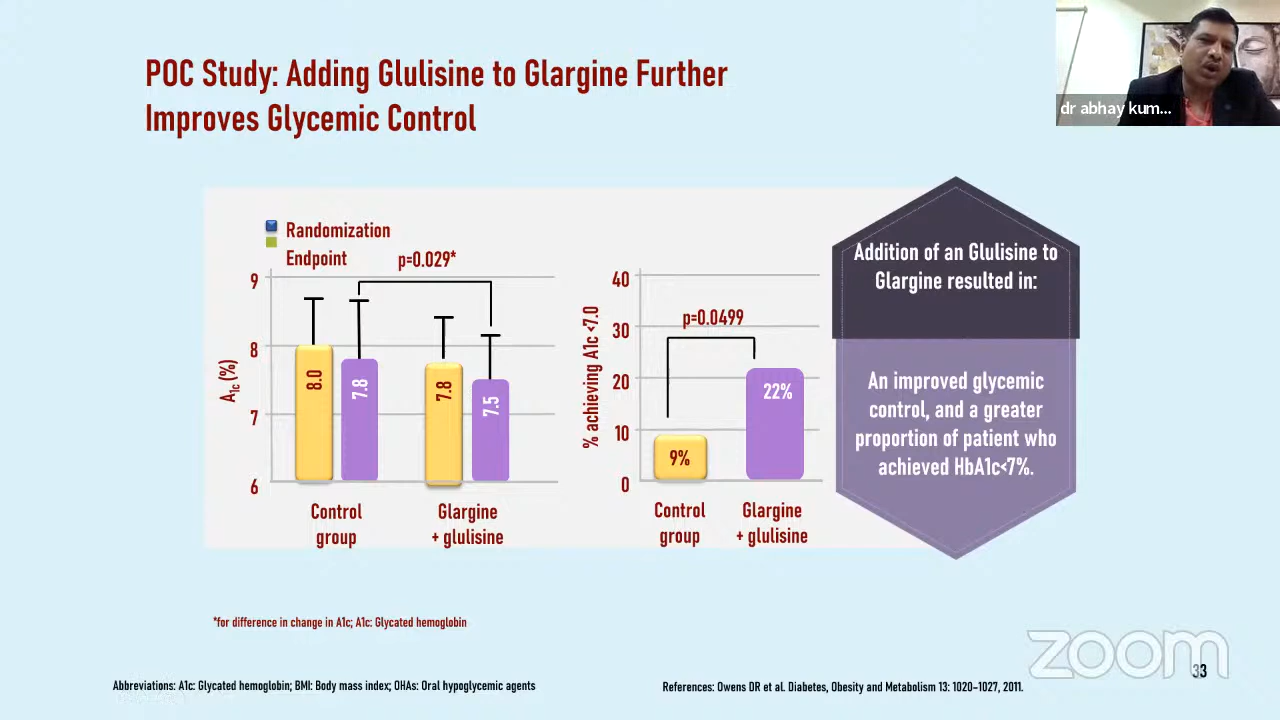 POC Study: Adding Glulisine to Glargine Further
Improves Glycemic Control
dr abhay kum...
Randomization
Endpoint
p=0.029*
9
8
7
6
A1c (%)
8.0
7.8
7.8
7.5
Control
group
Glargine
+ glulisine
% achieving A1c <7.0
40
30
20
10
0
p=0.0499
9%
22%
Control
group
Glargine
+ glulisine
Addition of an Glulisine to
Glargine resulted in:
An improved glycemic
control, and a greater
proportion of patient who
achieved HbA1c<7%.
*for difference in change in A1c; A1c: Glycated hemoglobin
Abbreviations: A1c: Glycated hemoglobin; BMI: Body mass index; OHAs: Oral hypoglycemic agents
References: Owens DR et al. Diabetes, Obesity and Metabolism 13: 1020–1027, 2011.
zoom
33